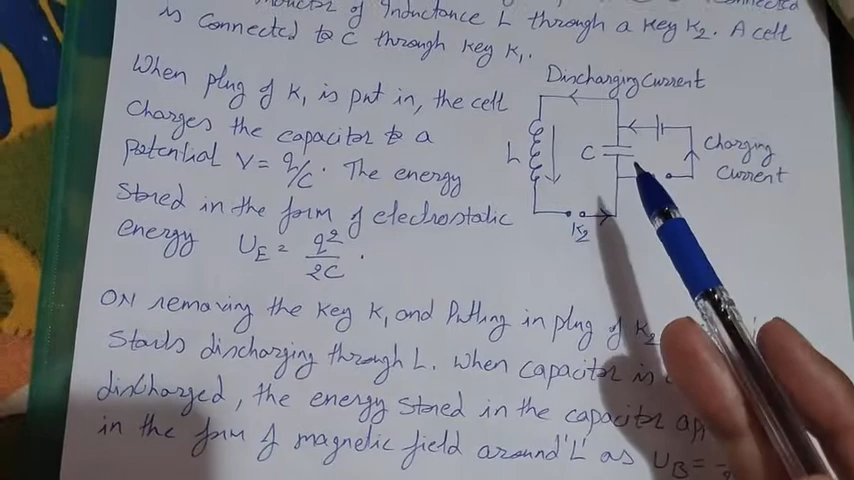 Inductor of Inductance L through a key K2. A cell
is connected to C through key K1.
When plug of K1 is put in, the cell
charges the capacitor to a
Potential V = q/C. The energy
stored in the form of electrostatic
energy UE = q²/2C.
Discharging current
L
C
Charging
current
K2
ON removing the key K1 and Putting in plug of K2
starts discharging through L. When capacitor is
discharged, the energy stored in the capacitor
in the form of magnetic field around 'L' as UB =